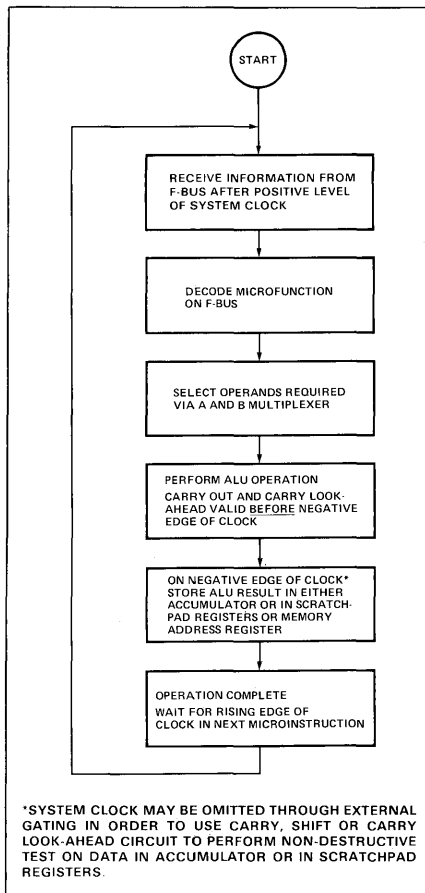 START
RECEIVE INFORMATION FROM
F-BUS AFTER POSITIVE LEVEL
OF SYSTEM CLOCK
DECODE MICROFUNCTION
ON F-BUS
SELECT OPERANDS REQUIRED
VIA A AND B MULTIPLEXER
PERFORM ALU OPERATION
CARRY OUT AND CARRY LOOK-
AHEAD VALID BEFORE NEGATIVE
EDGE OF CLOCK
ON NEGATIVE EDGE OF CLOCK*
STORE ALU RESULT IN EITHER
ACCUMULATOR OR IN SCRATCH-
PAD REGISTERS OR MEMORY
ADDRESS REGISTER
OPERATION COMPLETE
WAIT FOR RISING EDGE OF
CLOCK IN NEXT MICROINSTRUCTION
*SYSTEM CLOCK MAY BE OMITTED THROUGH EXTERNAL
GATING IN ORDER TO USE CARRY, SHIFT OR CARRY
LOOK-AHEAD CIRCUIT TO PERFORM NON-DESTRUCTIVE
TEST ON DATA IN ACCUMULATOR OR IN SCRATCHPAD
REGISTERS.